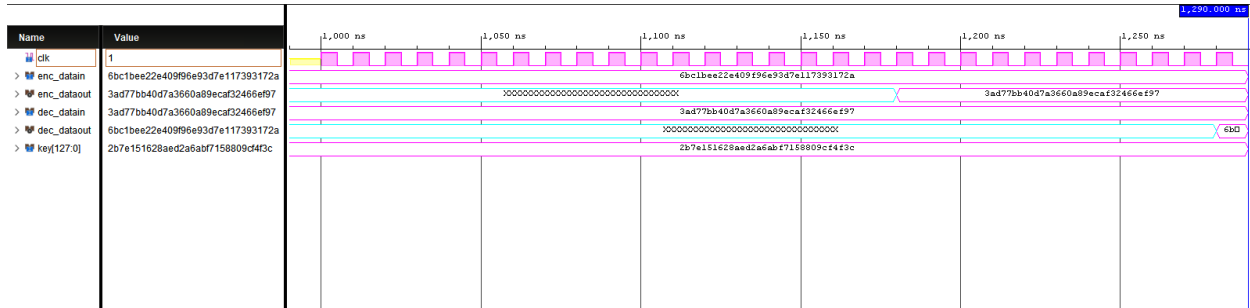 1,290.000 ns
Name Value
1,000 ns 1,050 ns 1,100 ns 1,150 ns 1,200 ns 1,250 ns
clk 1
enc_datain 6bc1bee22e409f96e93d7e117393172a 6bc1bee22e409f96e93d7e117393172a
enc_dataout 3ad77bb40d7a3660a89ecaf32466ef97 XXXXXXXXXXXXXXXXXXXXXXXXXXXXXXXX 3ad77bb40d7a3660a89ecaf32466ef97
dec_datain 3ad77bb40d7a3660a89ecaf32466ef97 3ad77bb40d7a3660a89ecaf32466ef97
dec_dataout 6bc1bee22e409f96e93d7e117393172a XXXXXXXXXXXXXXXXXXXXXXXXXXXXXXXX 6b▯
key[127:0] 2b7e151628aed2a6abf7158809cf4f3c 2b7e151628aed2a6abf7158809cf4f3c